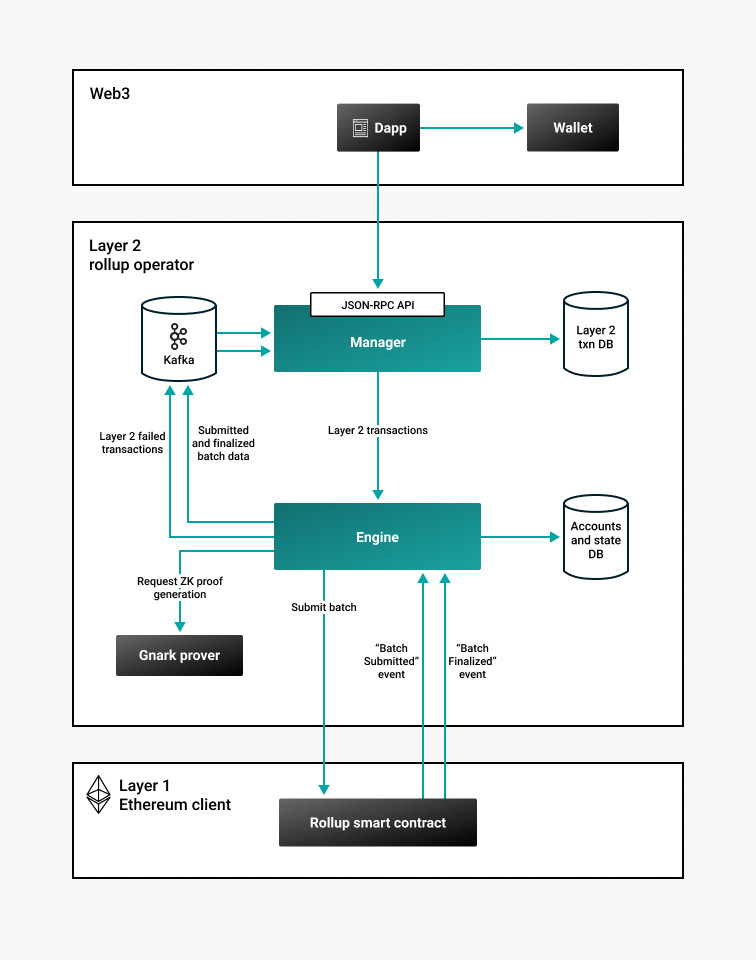 Web3
Dapp
Wallet
Layer 2
rollup operator
JSON-RPC API
Manager
Kafka
Layer 2
txn DB
Layer 2 failed
transactions
Submitted
and finalized
batch data
Layer 2 transactions
Engine
Accounts
and state
DB
Request ZK proof
generation
Submit batch
Gnark prover
“Batch
Submitted”
event
“Batch
Finalized”
event
Layer 1
Ethereum client
Rollup smart contract